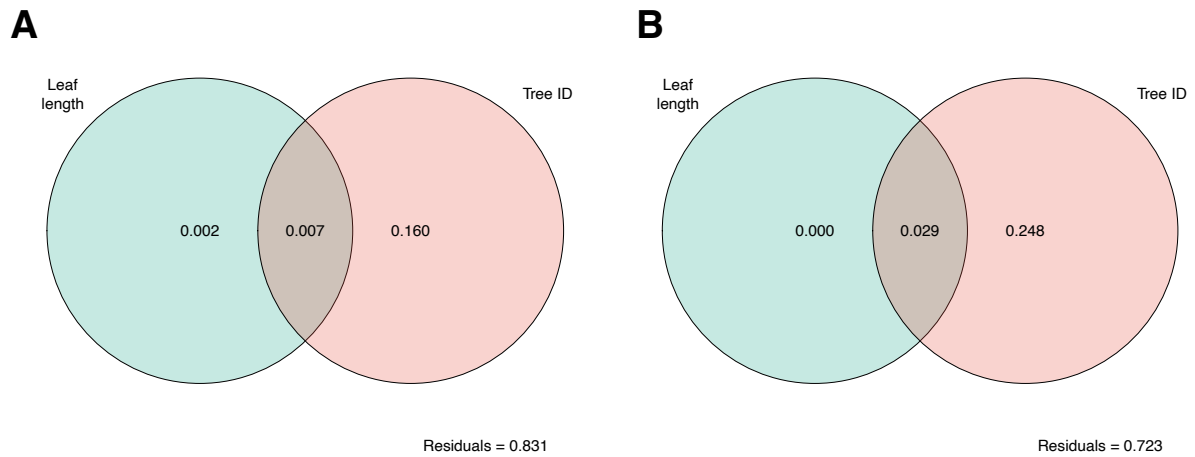 A
Leaf
length
Tree ID
0.002
0.007
0.160
Residuals = 0.831
B
Leaf
length
Tree ID
0.000
0.029
0.248
Residuals = 0.723